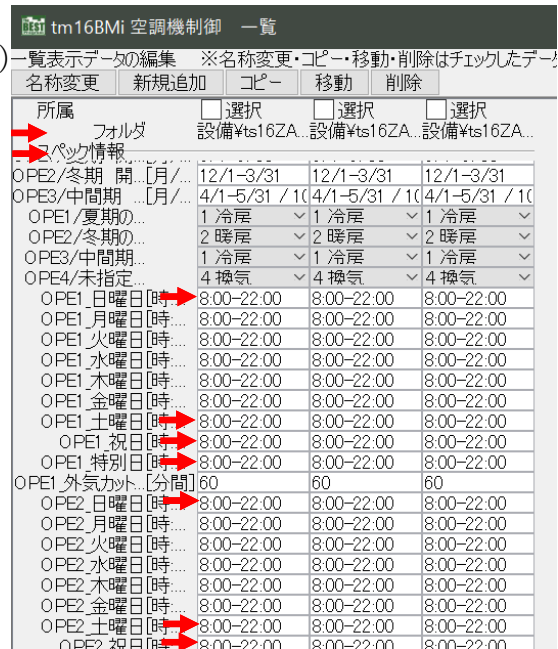 BEST tm16BMi 空調機制御 一覧
)一覧表示データの編集 ※名称変更・コピー・移動・削除はチェックしたデータ
名称変更 新規追加 コピー 移動 削除
所属 選択 選択 選択
フォルダ 設備¥ts16ZA... 設備¥ts16ZA... 設備¥ts16ZA...
スペック情報
OPE2/冬期 開...[月/... 12/1-3/31 12/1-3/31 12/1-3/31
OPE3/中間期 ...[月/... 4/1-5/31 / 1( 4/1-5/31 / 1( 4/1-5/31 / 1(
OPE1/夏期の... 1 冷房 1 冷房 1 冷房
OPE2/冬期の... 2 暖房 2 暖房 2 暖房
OPE3/中間期... 1 冷房 1 冷房 1 冷房
OPE4/未指定... 4 換気 4 換気 4 換気
OPE1_日曜日[時... 8:00-22:00 8:00-22:00 8:00-22:00
OPE1_月曜日[時:... 8:00-22:00 8:00-22:00 8:00-22:00
OPE1_火曜日[時:... 8:00-22:00 8:00-22:00 8:00-22:00
OPE1_水曜日[時:... 8:00-22:00 8:00-22:00 8:00-22:00
OPE1_木曜日[時:... 8:00-22:00 8:00-22:00 8:00-22:00
OPE1_金曜日[時:... 8:00-22:00 8:00-22:00 8:00-22:00
OPE1_土曜日[時... 8:00-22:00 8:00-22:00 8:00-22:00
OPE1_祝日[時... 8:00-22:00 8:00-22:00 8:00-22:00
OPE1_特別日[時... 8:00-22:00 8:00-22:00 8:00-22:00
OPE1_外気カット...[分間] 60 60 60
OPE2_日曜日[時... 8:00-22:00 8:00-22:00 8:00-22:00
OPE2_月曜日[時:... 8:00-22:00 8:00-22:00 8:00-22:00
OPE2_火曜日[時:... 8:00-22:00 8:00-22:00 8:00-22:00
OPE2_水曜日[時:... 8:00-22:00 8:00-22:00 8:00-22:00
OPE2_木曜日[時:... 8:00-22:00 8:00-22:00 8:00-22:00
OPE2_金曜日[時:... 8:00-22:00 8:00-22:00 8:00-22:00
OPE2_土曜日[時... 8:00-22:00 8:00-22:00 8:00-22:00
OPE2_祝日[時... 8:00-22:00 8:00-22:00 8:00-22:00